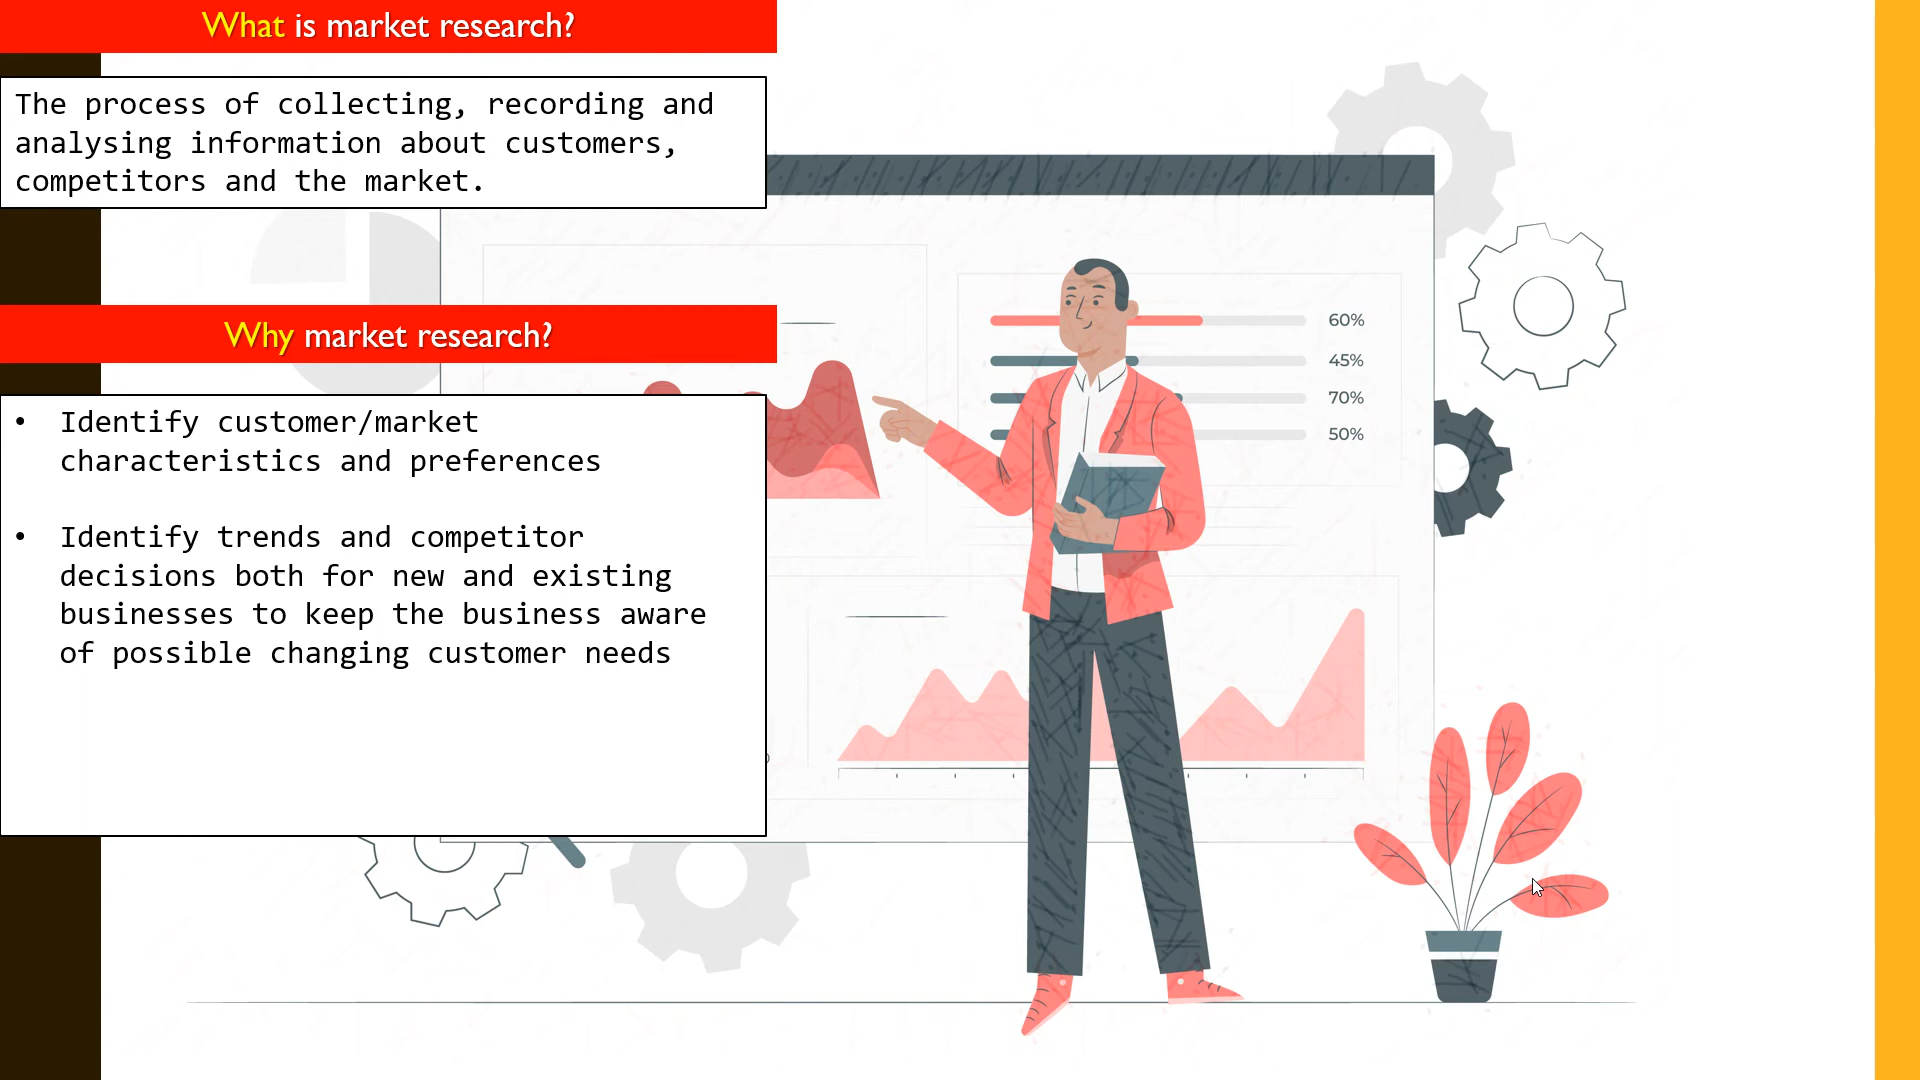 What is market research?
The process of collecting, recording and
analysing information about customers,
competitors and the market.
Why market research?
• Identify customer/market
characteristics and preferences
• Identify trends and competitor
decisions both for new and existing
businesses to keep the business aware
of possible changing customer needs
60%
45%
70%
50%